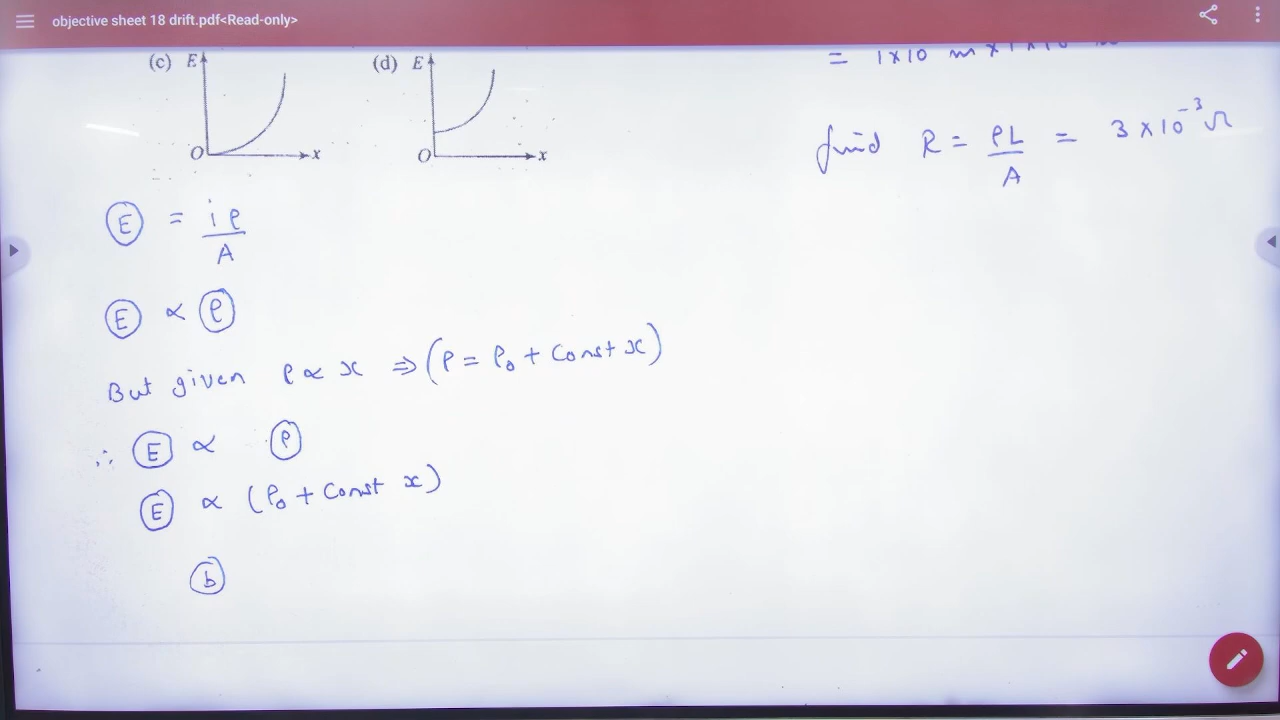 objective sheet 18 drift.pdf<Read-only>
(c) E
O x
(d) E
O x
E = iρ/A
E ∝ ρ
But given ρ ∝ x ⇒ (ρ = ρ₀ + Const x)
∴ E ∝ ρ
E ∝ (ρ₀ + Const x)
b
find R = ρL/A = 3 × 10⁻³ Ω